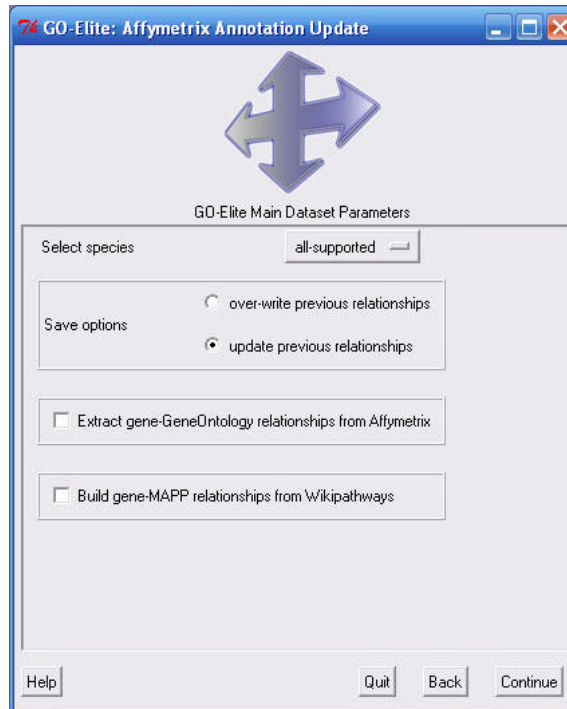 GO-Elite: Affymetrix Annotation Update
GO-Elite Main Dataset Parameters
Select species all-supported
over-write previous relationships
Save options
update previous relationships
Extract gene-GeneOntology relationships from Affymetrix
Build gene-MAPP relationships from Wikipathways
Help Quit Back Continue